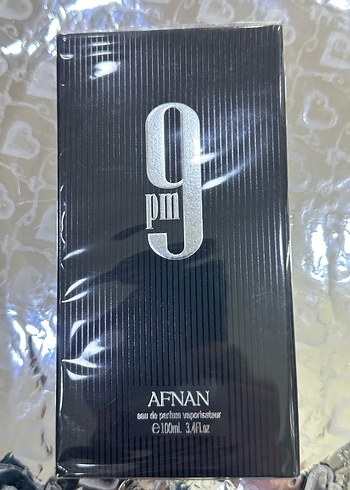 9
pm
AFNAN
eau de parfum vaporisateur
℮100ml. 3.4Fl.oz